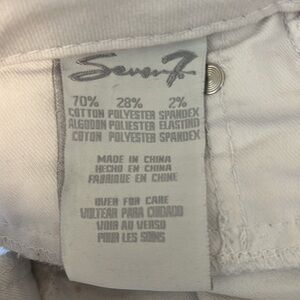 Seven7
70% 28% 2%
COTTON POLYESTER SPANDEX
ALGODON POLIESTER ELASTINO
COTON POLYESTER SPANDEX
MADE IN CHINA
HECHO EN CHINA
FABRIQUE EN CHINE
OVER FOR CARE
VOLTEAR PARA CUIDADO
VOIR AU VERSO
POUR LES SOINS